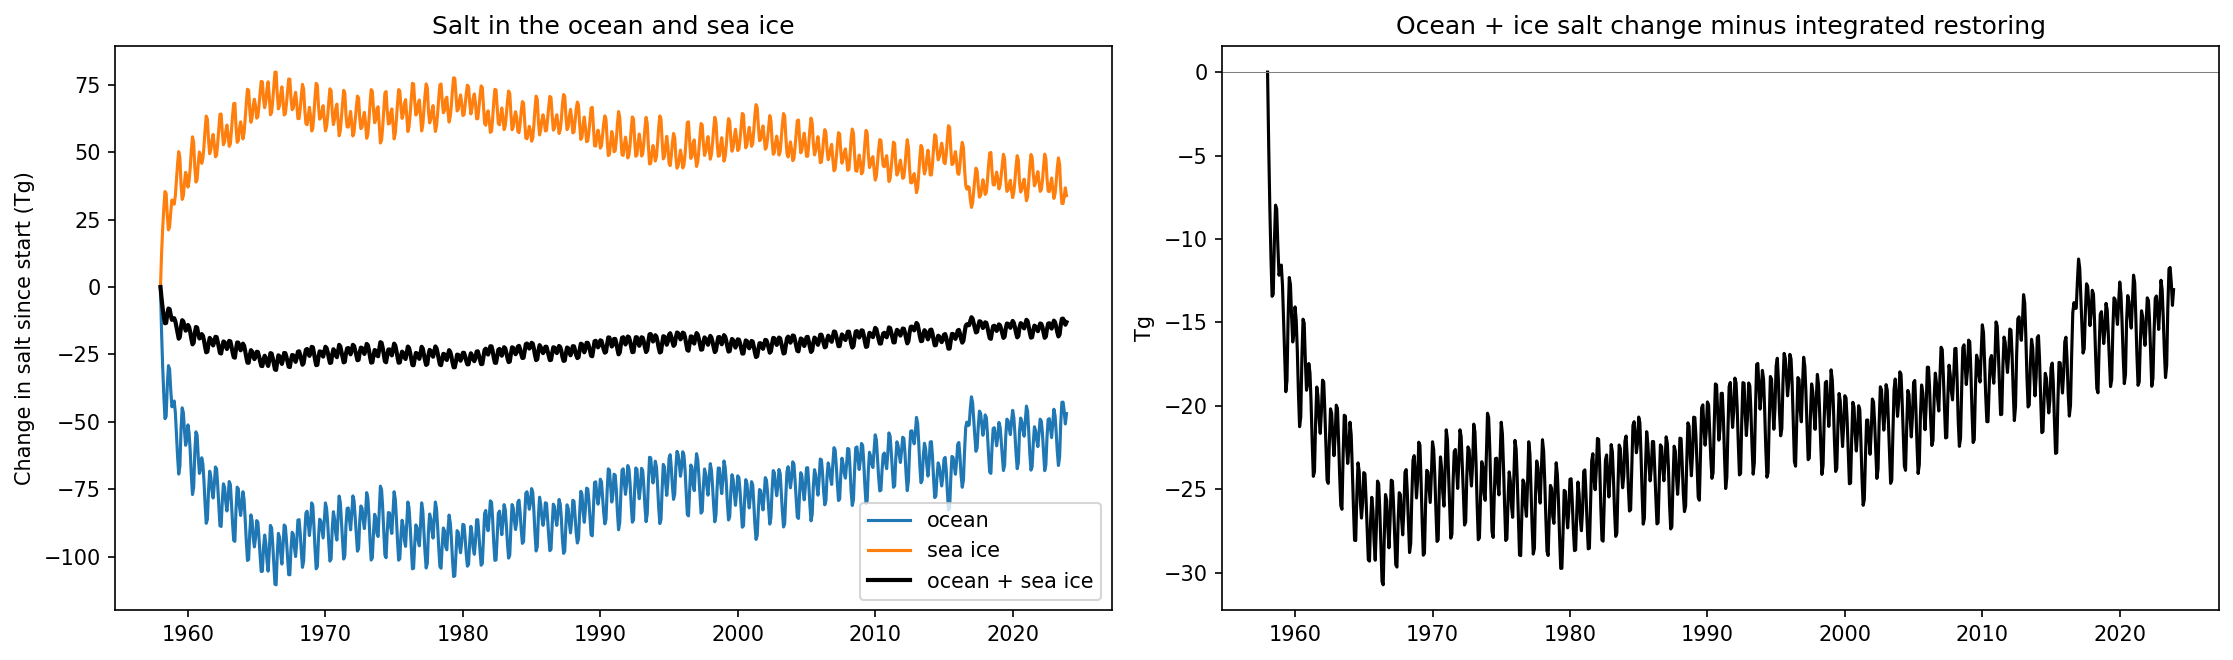 Salt in the ocean and sea ice
Change in salt since start (Tg)
75
50
25
0
−25
−50
−75
−100
1960 1970 1980 1990 2000 2010 2020
ocean
sea ice
ocean + sea ice
Ocean + ice salt change minus integrated restoring
Tg
0
−5
−10
−15
−20
−25
−30
1960 1970 1980 1990 2000 2010 2020